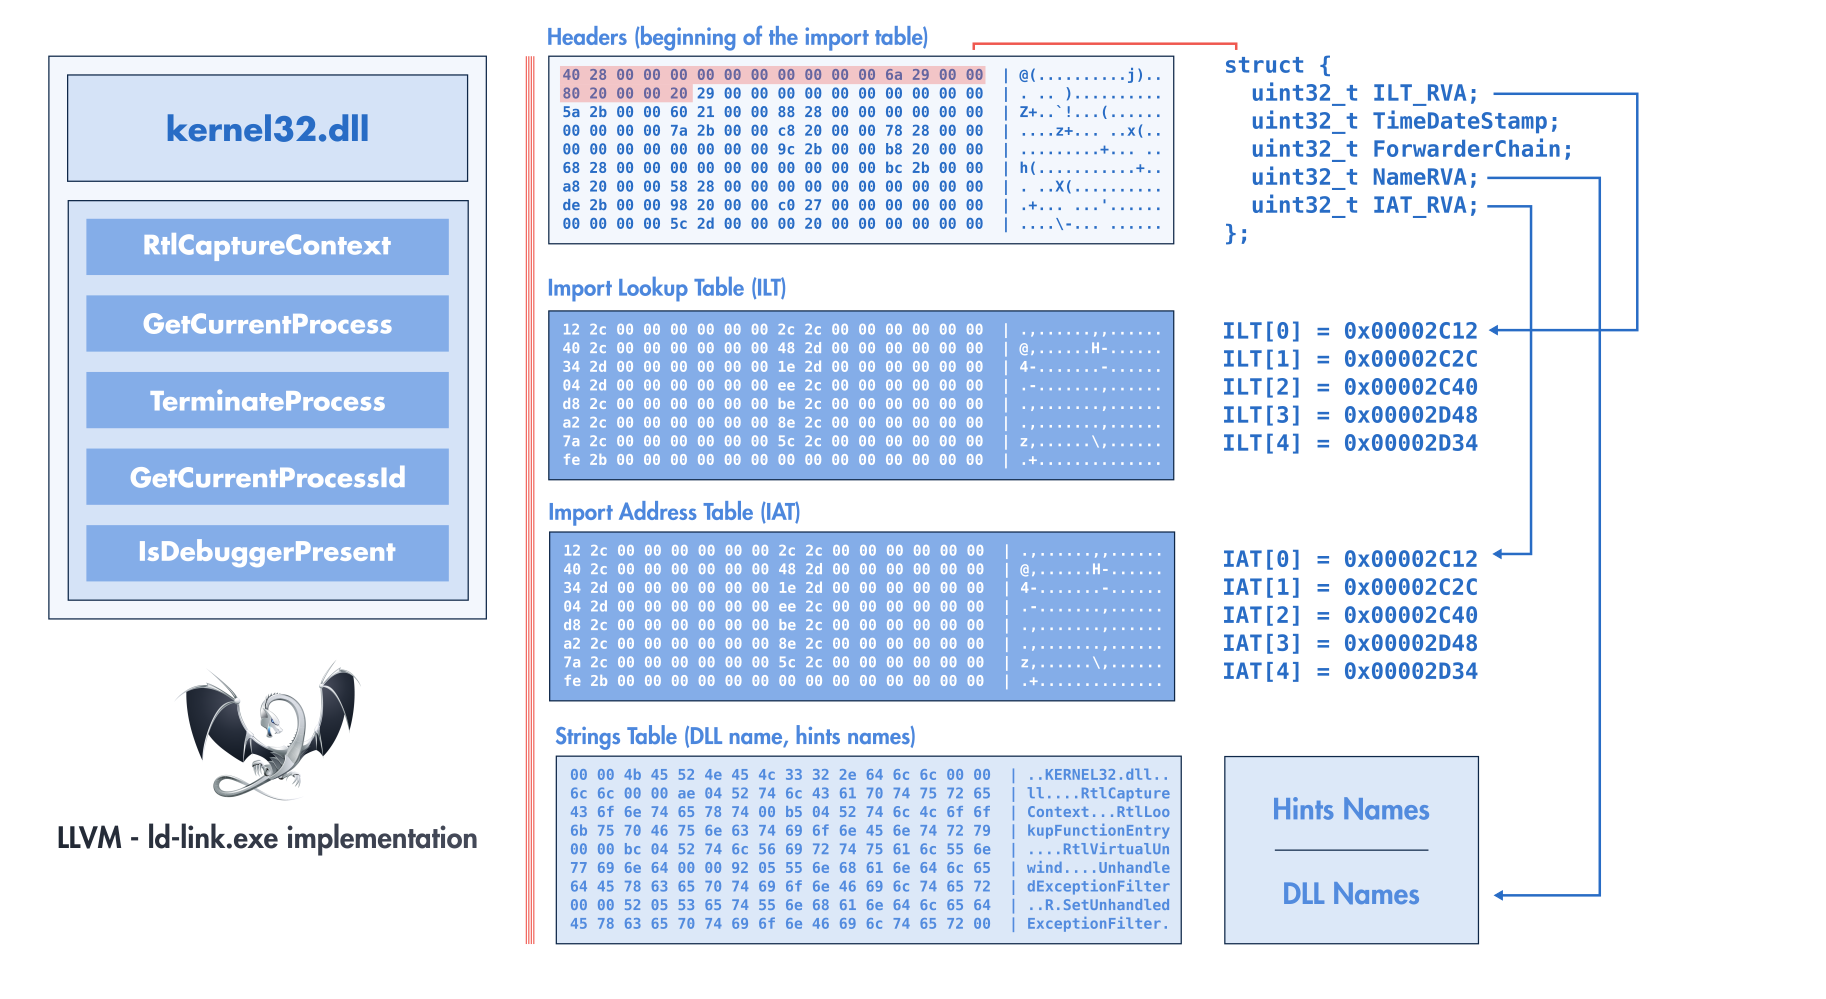 kernel32.dll
RtlCaptureContext
GetCurrentProcess
TerminateProcess
GetCurrentProcessId
IsDebuggerPresent
LLVM - ld-link.exe implementation
Headers (beginning of the import table)
40 28 00 00 00 00 00 00 00 00 00 00 6a 29 00 00 | @(..........j)..
80 20 00 00 20 29 00 00 00 00 00 00 00 00 00 00 | . .. )..........
5a 2b 00 00 60 21 00 00 88 28 00 00 00 00 00 00 | Z+..`!...(......
00 00 00 00 7a 2b 00 00 c8 20 00 00 78 28 00 00 | ....z+... ..x(..
00 00 00 00 00 00 00 00 9c 2b 00 00 b8 20 00 00 | .........+... ..
68 28 00 00 00 00 00 00 00 00 00 00 bc 2b 00 00 | h(...........+..
a8 20 00 00 58 28 00 00 00 00 00 00 00 00 00 00 | . ..X(..........
de 2b 00 00 98 20 00 00 c0 27 00 00 00 00 00 00 | .+... ...'......
00 00 00 00 5c 2d 00 00 00 20 00 00 00 00 00 00 | ....\-... ......
struct {
uint32_t ILT_RVA;
uint32_t TimeDateStamp;
uint32_t ForwarderChain;
uint32_t NameRVA;
uint32_t IAT_RVA;
};
Import Lookup Table (ILT)
12 2c 00 00 00 00 00 00 2c 2c 00 00 00 00 00 00 | .,......,,......
40 2c 00 00 00 00 00 00 48 2d 00 00 00 00 00 00 | @,......H-......
34 2d 00 00 00 00 00 00 1e 2d 00 00 00 00 00 00 | 4-.......-......
04 2d 00 00 00 00 00 00 ee 2c 00 00 00 00 00 00 | .-.......,......
d8 2c 00 00 00 00 00 00 be 2c 00 00 00 00 00 00 | .,.......,......
a2 2c 00 00 00 00 00 00 8e 2c 00 00 00 00 00 00 | .,.......,......
7a 2c 00 00 00 00 00 00 5c 2c 00 00 00 00 00 00 | z,......\,......
fe 2b 00 00 00 00 00 00 00 00 00 00 00 00 00 00 | .+..............
ILT[0] = 0x00002C12
ILT[1] = 0x00002C2C
ILT[2] = 0x00002C40
ILT[3] = 0x00002D48
ILT[4] = 0x00002D34
Import Address Table (IAT)
12 2c 00 00 00 00 00 00 2c 2c 00 00 00 00 00 00 | .,......,,......
40 2c 00 00 00 00 00 00 48 2d 00 00 00 00 00 00 | @,......H-......
34 2d 00 00 00 00 00 00 1e 2d 00 00 00 00 00 00 | 4-.......-......
04 2d 00 00 00 00 00 00 ee 2c 00 00 00 00 00 00 | .-.......,......
d8 2c 00 00 00 00 00 00 be 2c 00 00 00 00 00 00 | .,.......,......
a2 2c 00 00 00 00 00 00 8e 2c 00 00 00 00 00 00 | .,.......,......
7a 2c 00 00 00 00 00 00 5c 2c 00 00 00 00 00 00 | z,......\,......
fe 2b 00 00 00 00 00 00 00 00 00 00 00 00 00 00 | .+..............
IAT[0] = 0x00002C12
IAT[1] = 0x00002C2C
IAT[2] = 0x00002C40
IAT[3] = 0x00002D48
IAT[4] = 0x00002D34
Strings Table (DLL name, hints names)
00 00 4b 45 52 4e 45 4c 33 32 2e 64 6c 6c 00 00 | ..KERNEL32.dll..
6c 6c 00 00 ae 04 52 74 6c 43 61 70 74 75 72 65 | ll....RtlCapture
43 6f 6e 74 65 78 74 00 b5 04 52 74 6c 4c 6f 6f | Context...RtlLoo
6b 75 70 46 75 6e 63 74 69 6f 6e 45 6e 74 72 79 | kupFunctionEntry
00 00 bc 04 52 74 6c 56 69 72 74 75 61 6c 55 6e | ....RtlVirtualUn
77 69 6e 64 00 00 92 05 55 6e 68 61 6e 64 6c 65 | wind....Unhandle
64 45 78 63 65 70 74 69 6f 6e 46 69 6c 74 65 72 | dExceptionFilter
00 00 52 05 53 65 74 55 6e 68 61 6e 64 6c 65 64 | ..R.SetUnhandled
45 78 63 65 70 74 69 6f 6e 46 69 6c 74 65 72 00 | ExceptionFilter.
Hints Names
DLL Names